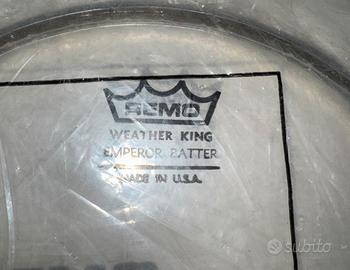 REMO
WEATHER KING
EMPEROR BATTER
MADE IN U.S.A.
subito